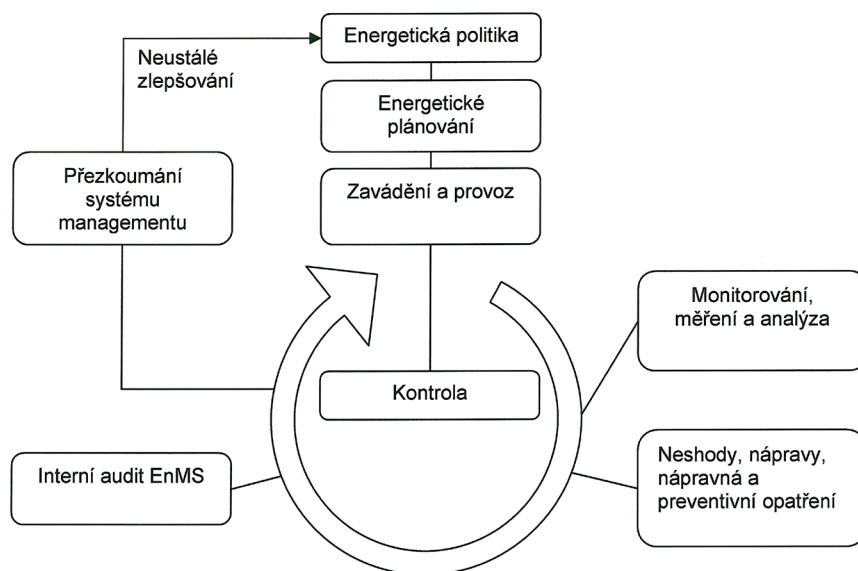 Energetická politika
Neustálé
zlepšování
Energetické
plánování
Přezkoumání
systému
managementu
Zavádění a provoz
Monitorování,
měření a analýza
Kontrola
Interní audit EnMS
Neshody, nápravy,
nápravná a
preventivní opatření